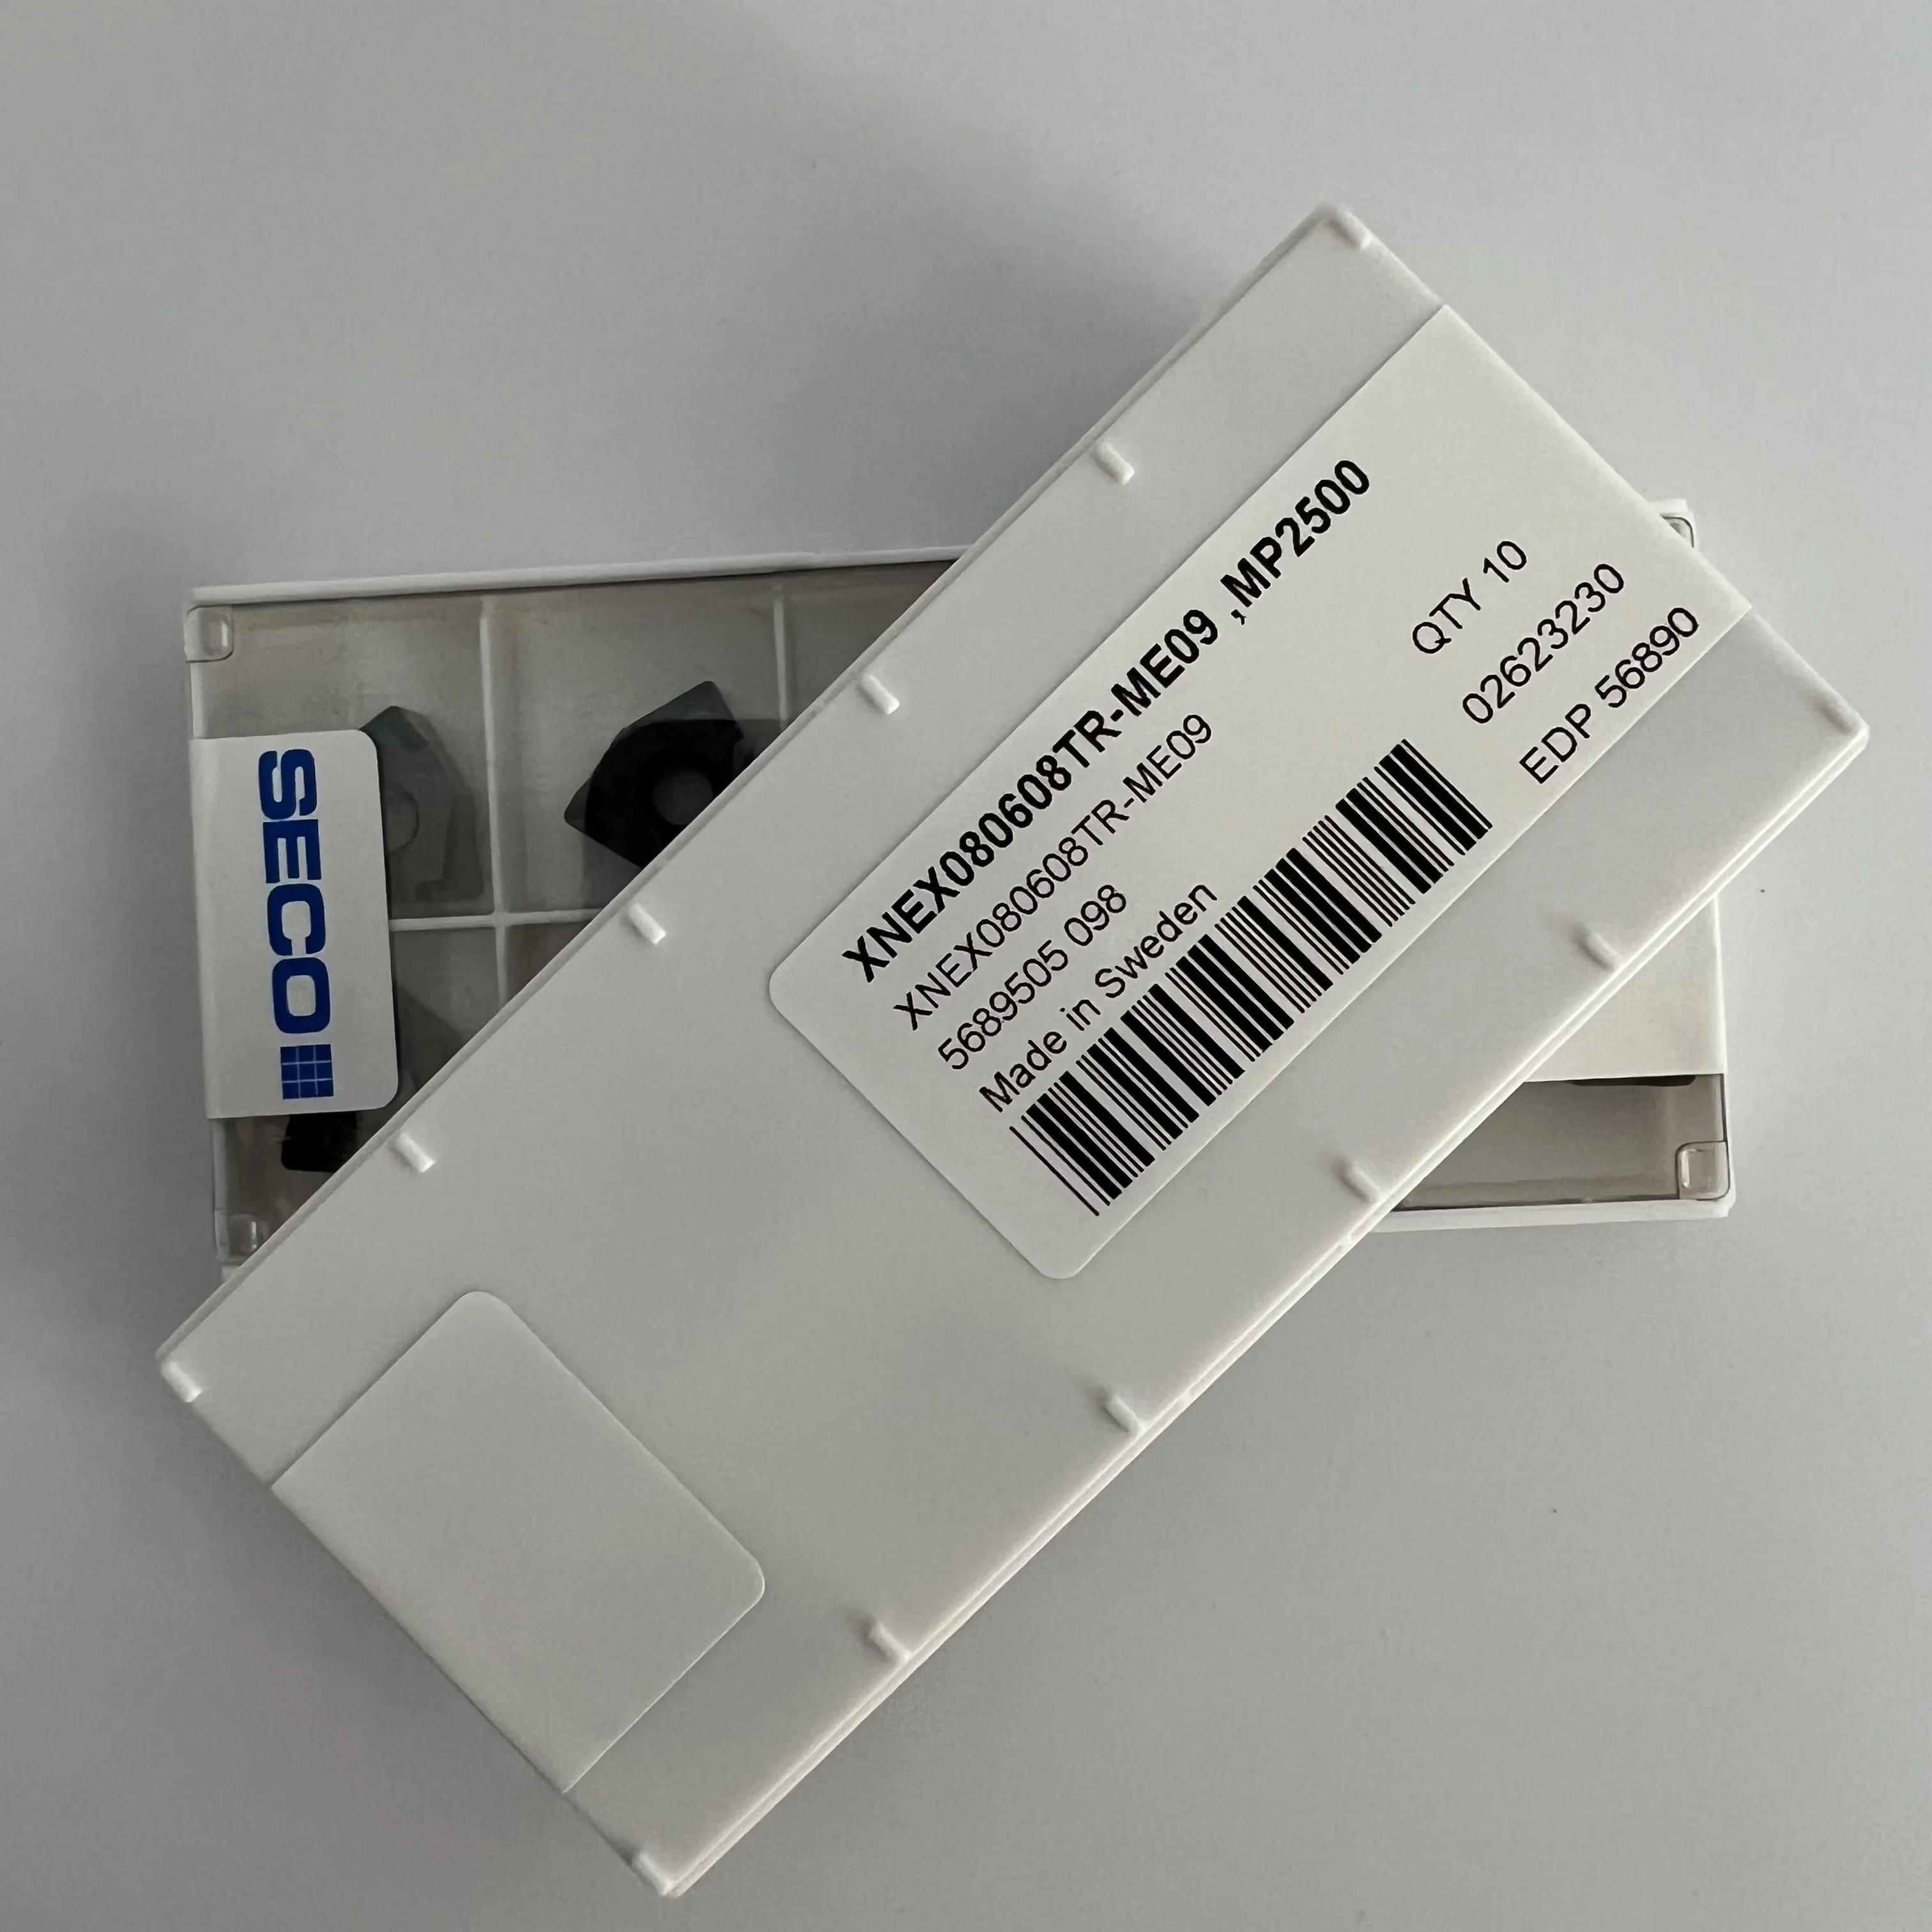 SECO
XNEX080608TR-ME09 ,MP2500
XNEX080608TR-ME09
5689505 098
Made in Sweden
QTY 10
02623230
EDP 56890